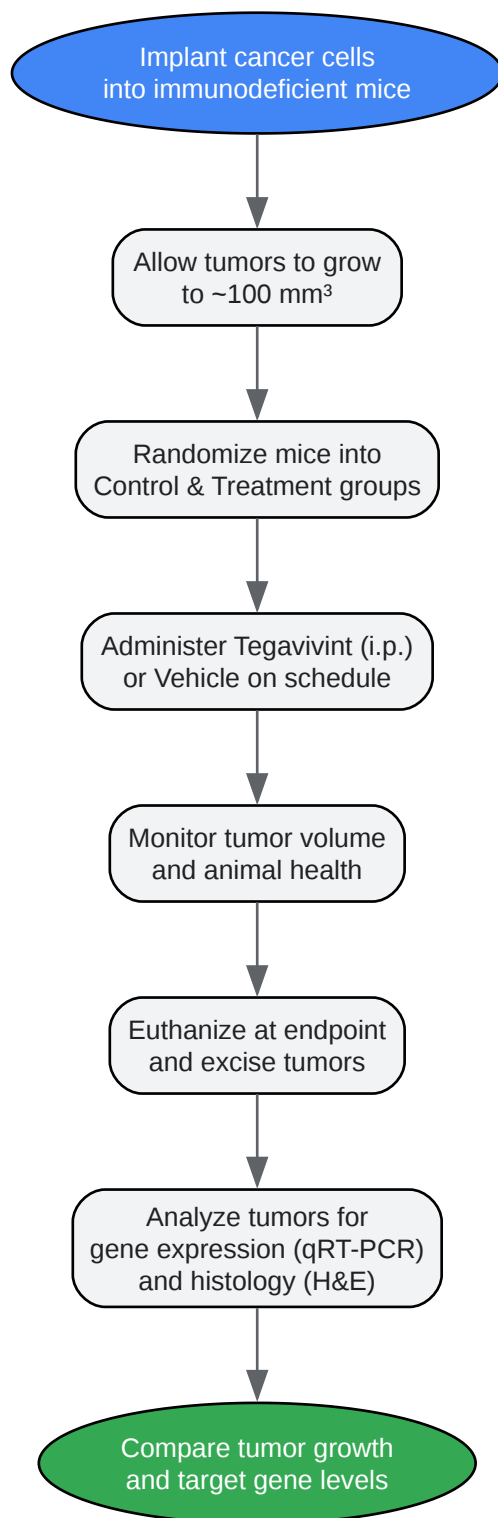 Implant cancer cells
into immunodeficient mice
Allow tumors to grow
to ~100 mm³
Randomize mice into
Control & Treatment groups
Administer Tegavivint (i.p.)
or Vehicle on schedule
Monitor tumor volume
and animal health
Euthanize at endpoint
and excise tumors
Analyze tumors for
gene expression (qRT-PCR)
and histology (H&E)
Compare tumor growth
and target gene levels